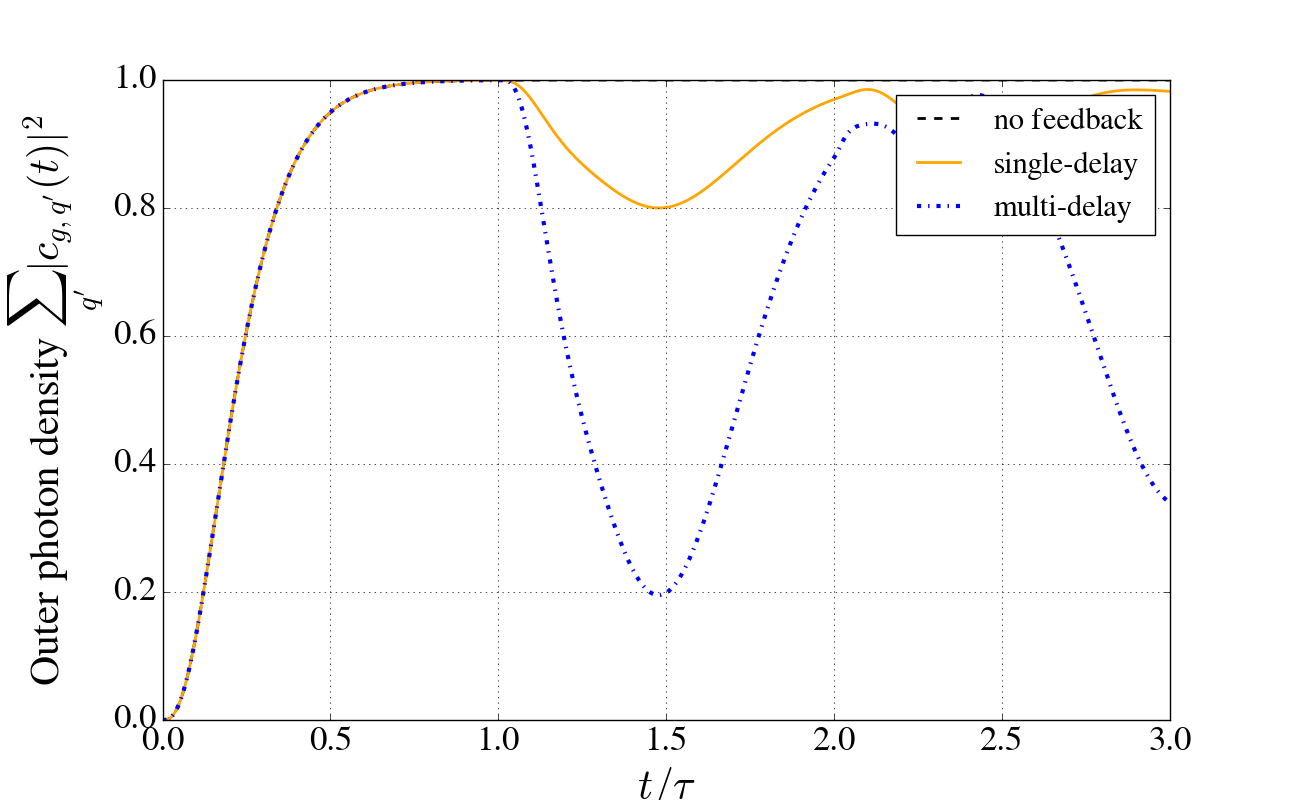 Outer photon density ∑_{q′} |c_{g,q′}(t)|²
1.0
0.8
0.6
0.4
0.2
0.0
0.0 0.5 1.0 1.5 2.0 2.5 3.0
t/τ
no feedback
single-delay
multi-delay